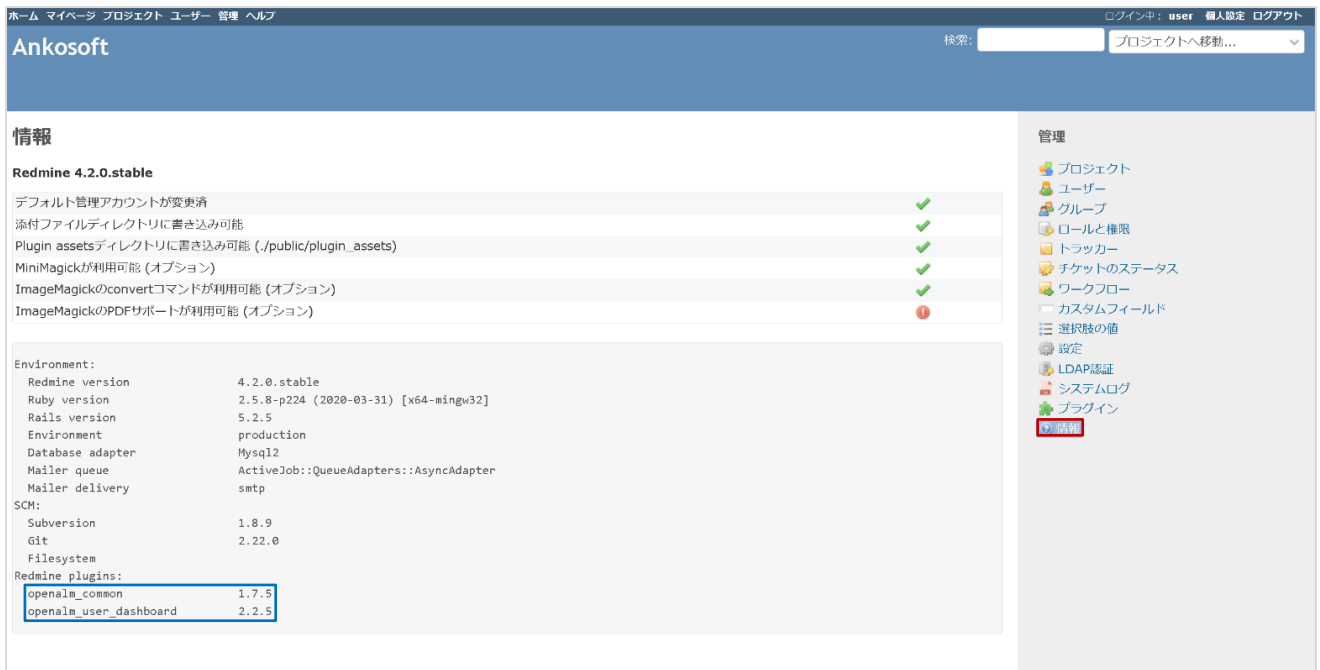 ホーム マイページ プロジェクト ユーザー 管理 ヘルプ
ログイン中： user 個人設定 ログアウト
Ankosoft
検索:
プロジェクトへ移動...
情報
Redmine 4.2.0.stable
デフォルト管理アカウントが変更済
添付ファイルディレクトリに書き込み可能
Plugin assetsディレクトリに書き込み可能 (./public/plugin_assets)
MiniMagickが利用可能 (オプション)
ImageMagickのconvertコマンドが利用可能 (オプション)
ImageMagickのPDFサポートが利用可能 (オプション)
Environment:
Redmine version 4.2.0.stable
Ruby version 2.5.8-p224 (2020-03-31) [x64-mingw32]
Rails version 5.2.5
Environment production
Database adapter Mysql2
Mailer queue ActiveJob::QueueAdapters::AsyncAdapter
Mailer delivery smtp
SCM:
Subversion 1.8.9
Git 2.22.0
Filesystem
Redmine plugins:
openalm_common 1.7.5
openalm_user_dashboard 2.2.5
管理
プロジェクト
ユーザー
グループ
ロールと権限
トラッカー
チケットのステータス
ワークフロー
カスタムフィールド
選択肢の値
設定
LDAP認証
システムログ
プラグイン
情報